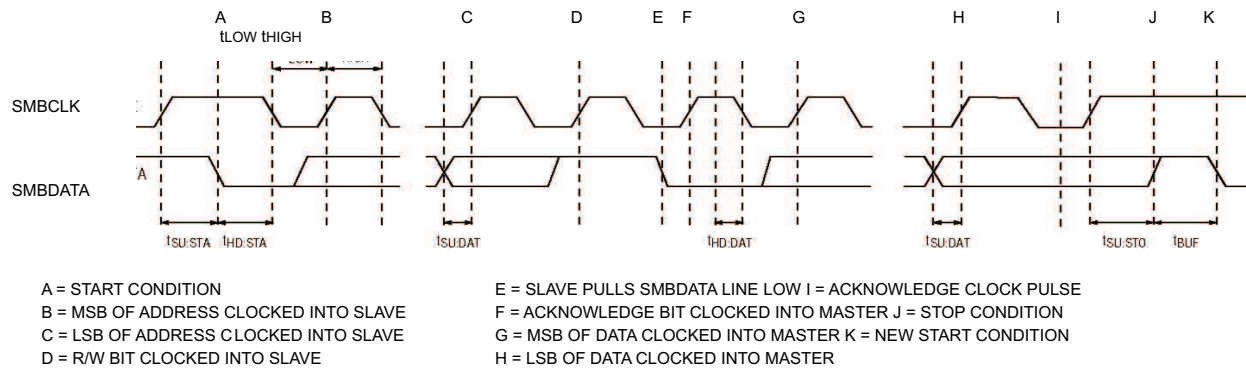 A B C D E F G H I J K
tLOW tHIGH
SMBCLK
A
SMBDATA
tSU:STA tHD:STA tSU:DAT tHD:DAT tSU:DAT tSU:STO tBUF
A = START CONDITION
B = MSB OF ADDRESS CLOCKED INTO SLAVE
C = LSB OF ADDRESS CLOCKED INTO SLAVE
D = R/W BIT CLOCKED INTO SLAVE
E = SLAVE PULLS SMBDATA LINE LOW I = ACKNOWLEDGE CLOCK PULSE
F = ACKNOWLEDGE BIT CLOCKED INTO MASTER J = STOP CONDITION
G = MSB OF DATA CLOCKED INTO MASTER K = NEW START CONDITION
H = LSB OF DATA CLOCKED INTO MASTER